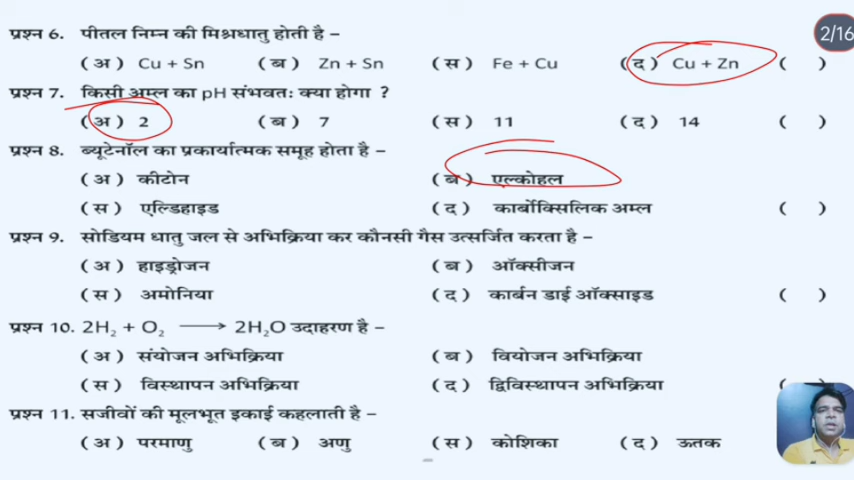 प्रश्न 6. पीतल निम्न की मिश्रधातु होती है –
2/16
( अ ) Cu + Sn ( ब ) Zn + Sn ( स ) Fe + Cu ( द ) Cu + Zn ( )
प्रश्न 7. किसी अम्ल का pH संभवतः क्या होगा ?
( अ ) 2 ( ब ) 7 ( स ) 11 ( द ) 14 ( )
प्रश्न 8. ब्यूटेनॉल का प्रकार्यात्मक समूह होता है –
( अ ) कीटोन ( ब ) एल्कोहल
( स ) एल्डिहाइड ( द ) कार्बोक्सिलिक अम्ल ( )
प्रश्न 9. सोडियम धातु जल से अभिक्रिया कर कौनसी गैस उत्सर्जित करता है –
( अ ) हाइड्रोजन ( ब ) ऑक्सीजन
( स ) अमोनिया ( द ) कार्बन डाई ऑक्साइड ( )
प्रश्न 10. 2H₂ + O₂ ⟶ 2H₂O उदाहरण है –
( अ ) संयोजन अभिक्रिया ( ब ) वियोजन अभिक्रिया
( स ) विस्थापन अभिक्रिया ( द ) द्विविस्थापन अभिक्रिया (
प्रश्न 11. सजीवों की मूलभूत इकाई कहलाती है –
( अ ) परमाणु ( ब ) अणु ( स ) कोशिका ( द ) ऊतक